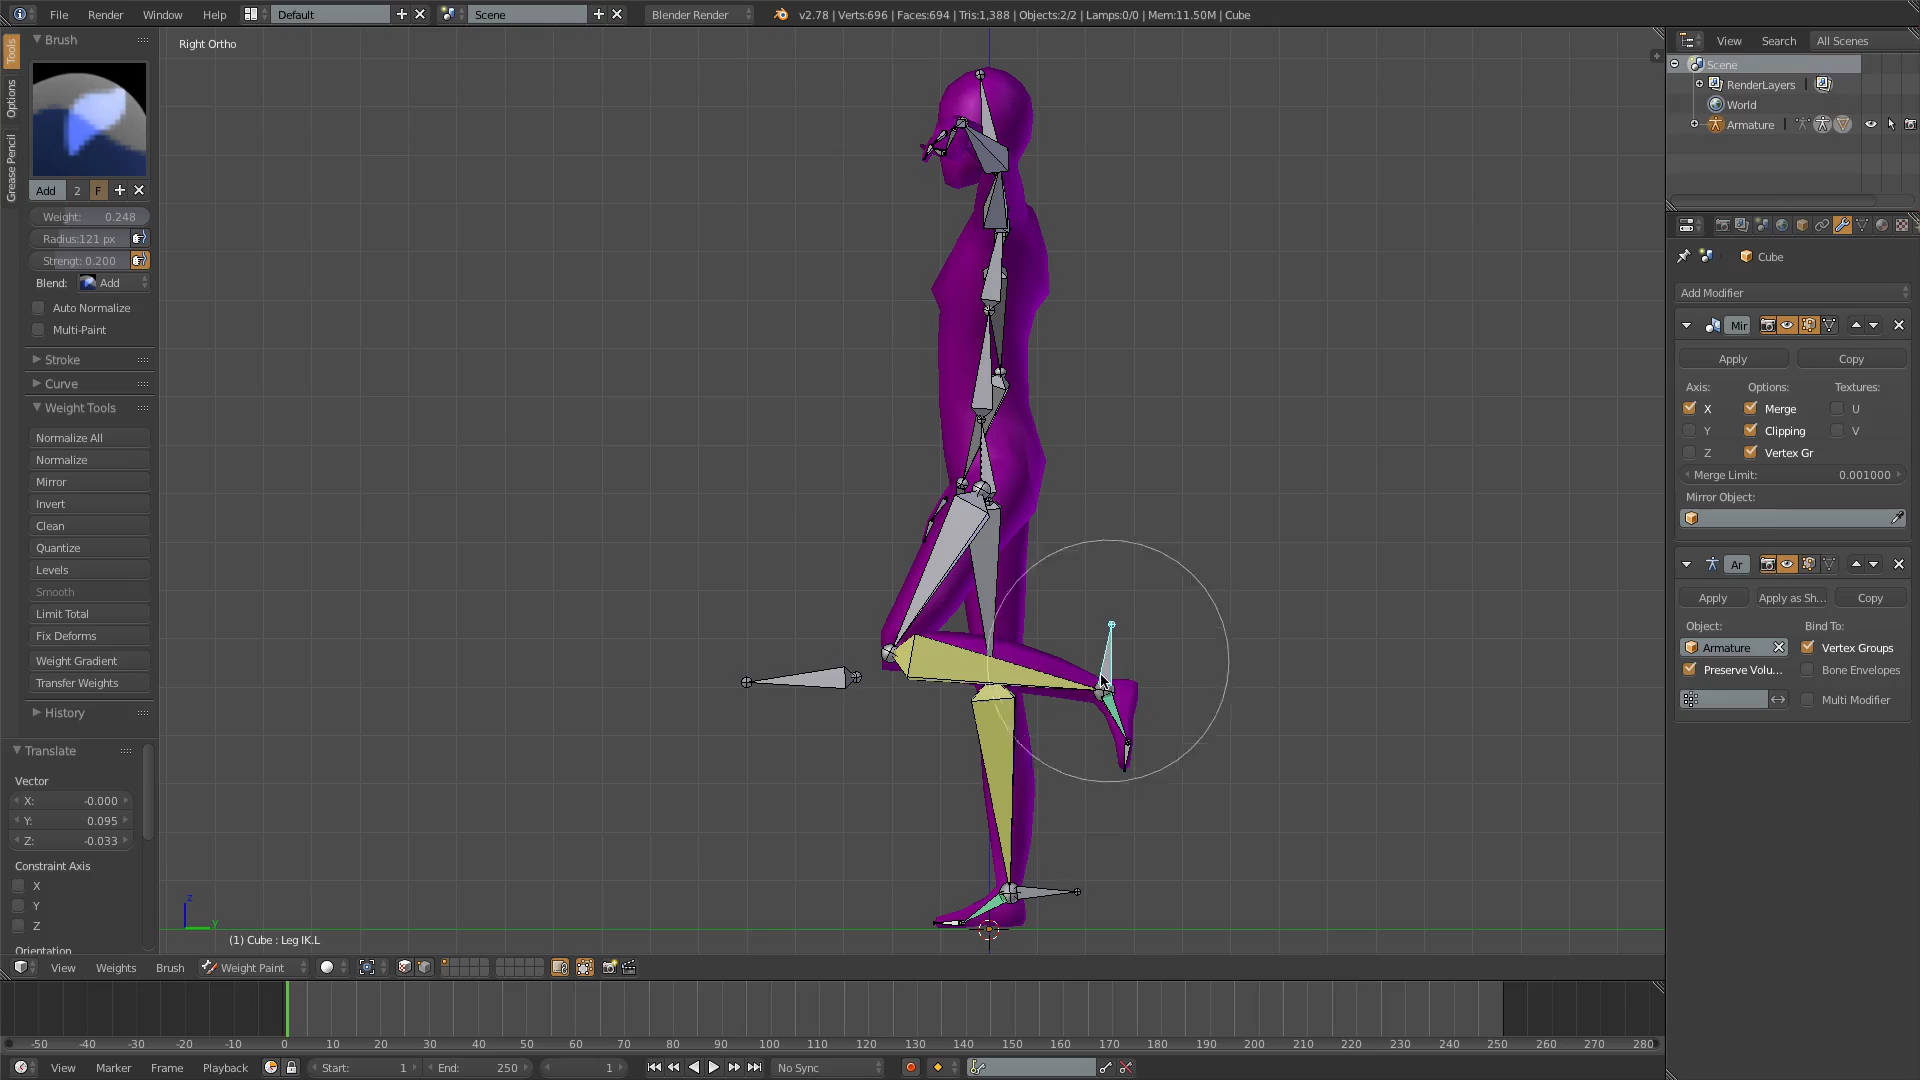 File Render Window Help Default Scene Blender Render v2.78 | Verts:696 | Faces:694 | Tris:1,388 | Objects:2/2 | Lamps:0/0 | Mem:11.50M | Cube
Tools
Options
Grease Pencil
Brush
Add 2 F
Weight: 0.248
Radius:121 px
Strengt: 0.200
Blend: Add
Auto Normalize
Multi-Paint
Stroke
Curve
Weight Tools
Normalize All
Normalize
Mirror
Invert
Clean
Quantize
Levels
Smooth
Limit Total
Fix Deforms
Weight Gradient
Transfer Weights
History
Translate
Vector
X: -0.000
Y: 0.095
Z: -0.033
Constraint Axis
X
Y
Z
Orientation
Right Ortho
z
y
(1) Cube : Leg IK.L
View Weights Brush Weight Paint
-50 -40 -30 -20 -10 0 10 20 30 40 50 60 70 80 90 100 110 120 130 140 150 160 170 180 190 200 210 220 230 240 250 260 270 280
View Marker Frame Playback Start: 1 End: 250 1 No Sync
View Search All Scenes
Scene
RenderLayers |
World
Armature |
Cube
Add Modifier
Mir
Apply Copy
Axis: Options: Textures:
X Merge U
Y Clipping V
Z Vertex Gr
Merge Limit: 0.001000
Mirror Object:
Ar
Apply Apply as Sh... Copy
Object: Bind To:
Armature Vertex Groups
Preserve Volu... Bone Envelopes
Multi Modifier